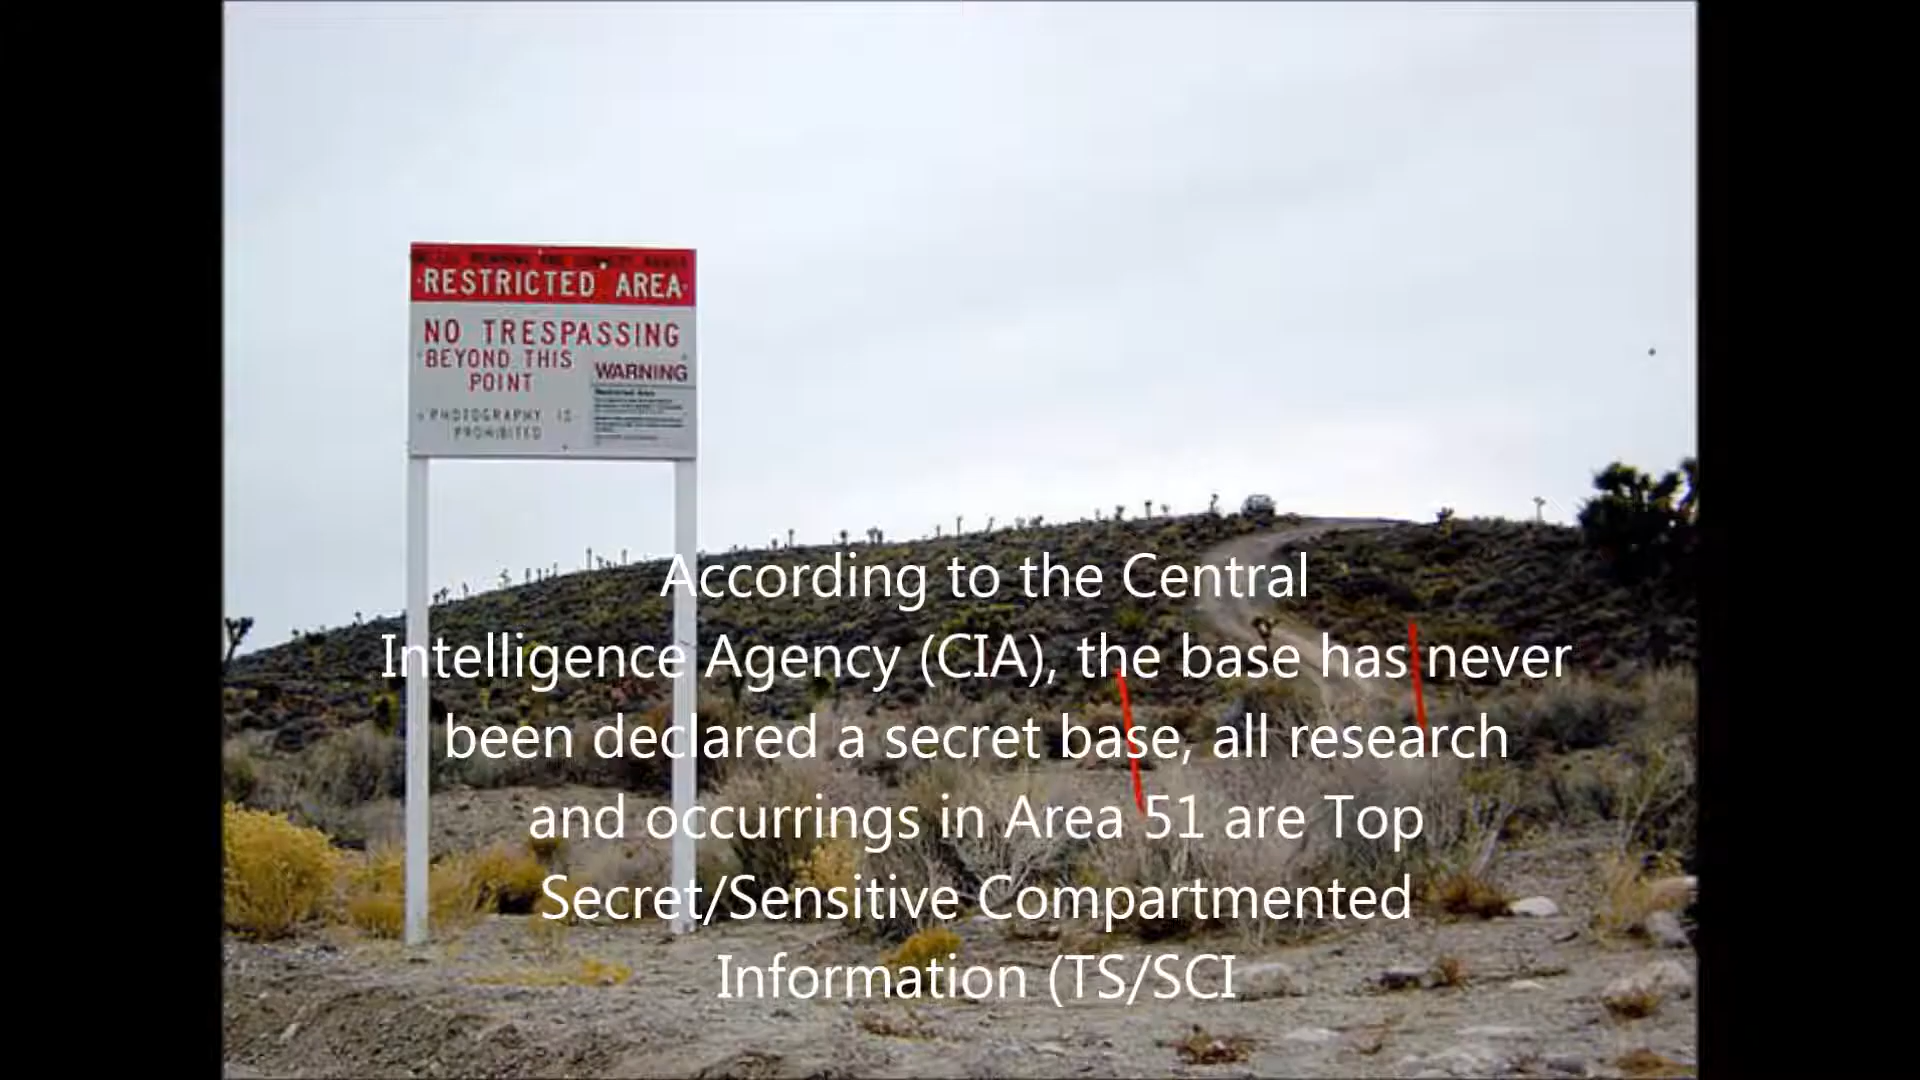 RESTRICTED AREA
NO TRESPASSING
BEYOND THIS
POINT
WARNING
Restricted Area
PHOTOGRAPHY IS
PROHIBITED
According to the Central
Intelligence Agency (CIA), the base has never
been declared a secret base, all research
and occurrings in Area 51 are Top
Secret/Sensitive Compartmented
Information (TS/SCI